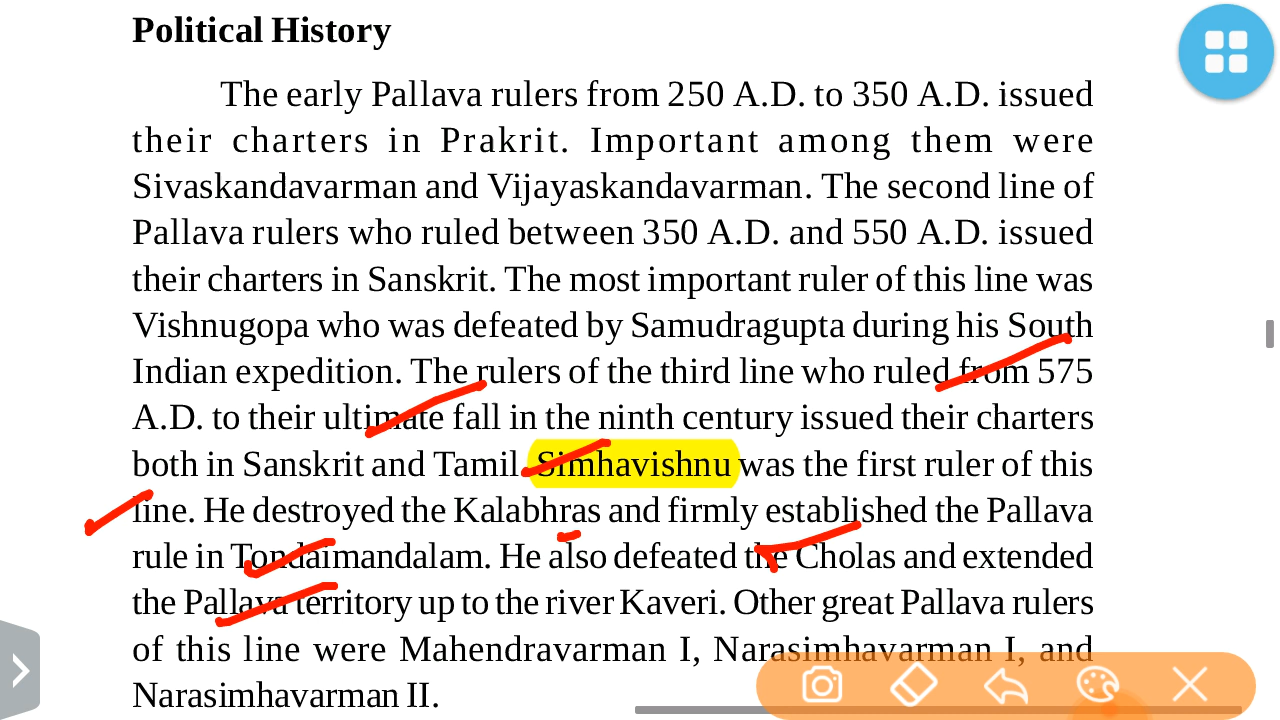 Political History
The early Pallava rulers from 250 A.D. to 350 A.D. issued
their charters in Prakrit. Important among them were
Sivaskandavarman and Vijayaskandavarman. The second line of
Pallava rulers who ruled between 350 A.D. and 550 A.D. issued
their charters in Sanskrit. The most important ruler of this line was
Vishnugopa who was defeated by Samudragupta during his South
Indian expedition. The rulers of the third line who ruled from 575
A.D. to their ultimate fall in the ninth century issued their charters
both in Sanskrit and Tamil. Simhavishnu was the first ruler of this
line. He destroyed the Kalabhras and firmly established the Pallava
rule in Tondaimandalam. He also defeated the Cholas and extended
the Pallava territory up to the river Kaveri. Other great Pallava rulers
of this line were Mahendravarman I, Narasimhavarman I, and
Narasimhavarman II.